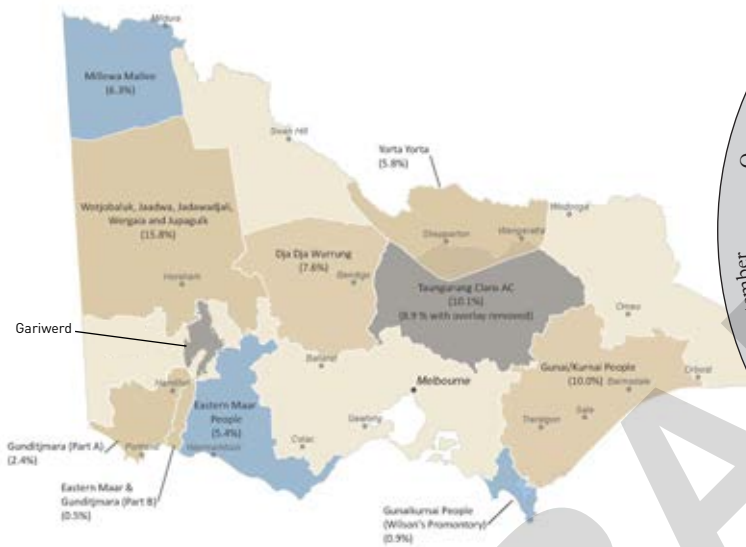 Mildura
Millewa Mallee
(6.3%)
Swan Hill
Yorta Yorta
(5.8%)
Wodonga
Wotjobaluk, Jaadwa, Jadawadjali,
Wergaia and Jupagulk
(15.8%)
Shepparton
Wangaratta
Dja Dja Wurrung
(7.6%)
Bendigo
Horsham
Taungurung Clans AC
(10.1%)
(8.9 % with overlay removed)
Omeo
Gariwerd
Gunai/Kurnai People
(10.0%)
Ballarat
Orbost
Bairnsdale
Melbourne
Hamilton
Eastern Maar
People
(5.4%)
Sale
Traralgon
Geelong
Colac
Gunditjmara (Part A)
(2.4%)
Portland
Warrnambool
Eastern Maar &
Gunditjmara (Part B)
(0.5%)
Gunaikurnai People
(Wilson's Promontory)
(0.9%)